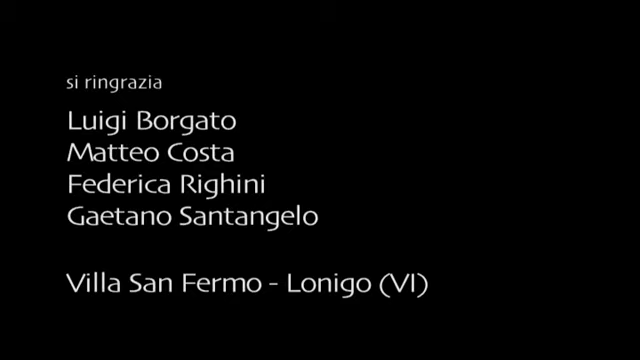 si ringrazia
Luigi Borgato
Matteo Costa
Federica Righini
Gaetano Santangelo
Villa San Fermo - Lonigo (VI)